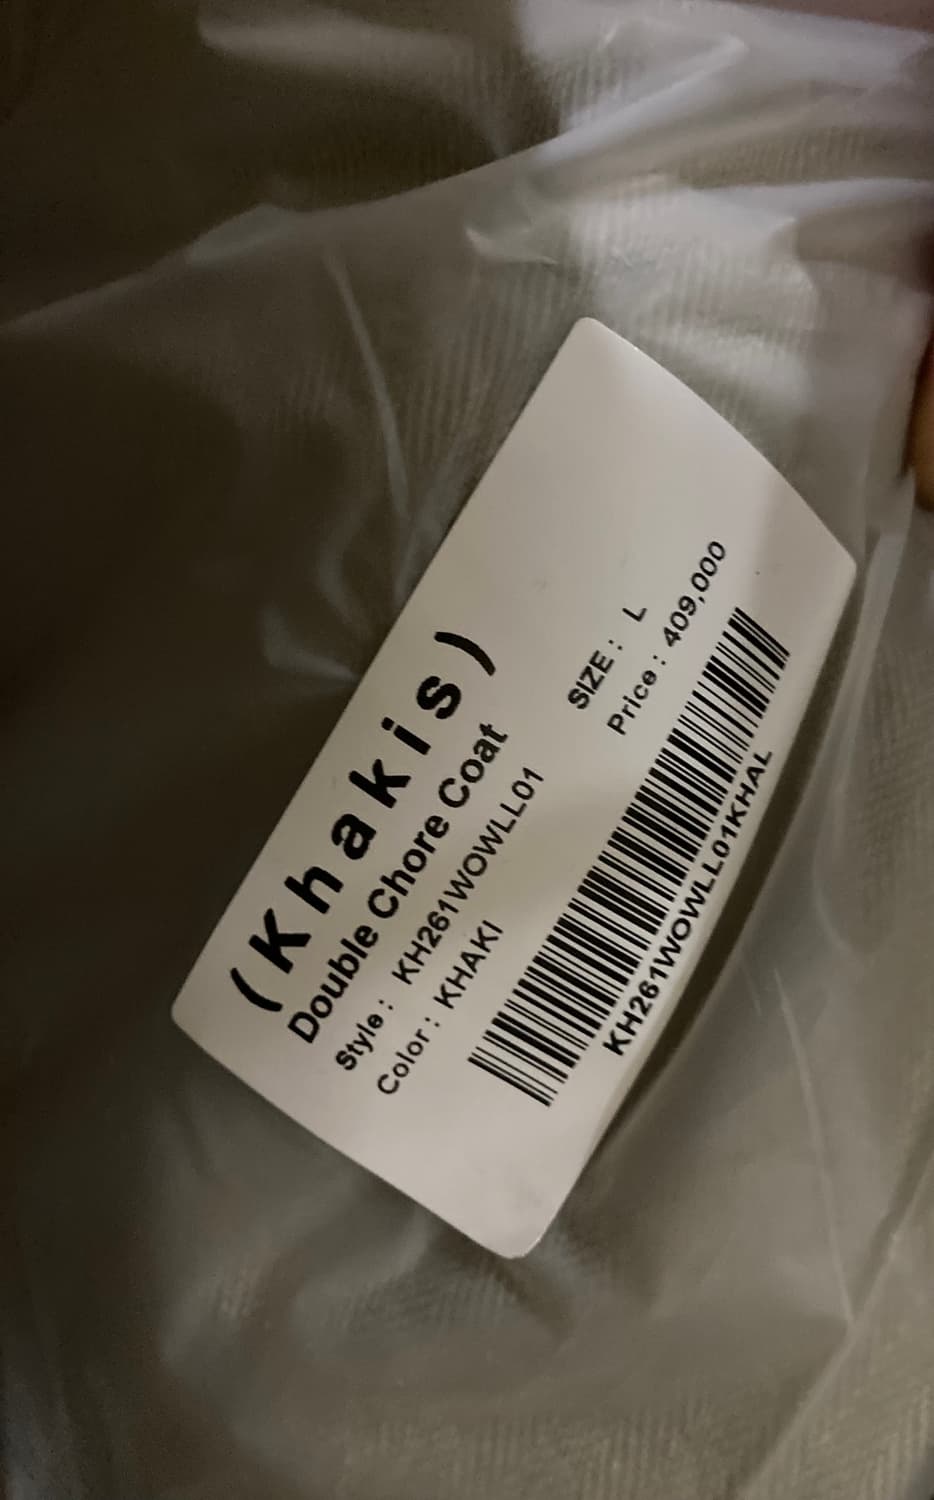 (Khakis)
Double Chore Coat
Style : KH261WOWLL01
Color : KHAKI
SIZE : L
Price : 409,000
KH261WOWLL01KHAL